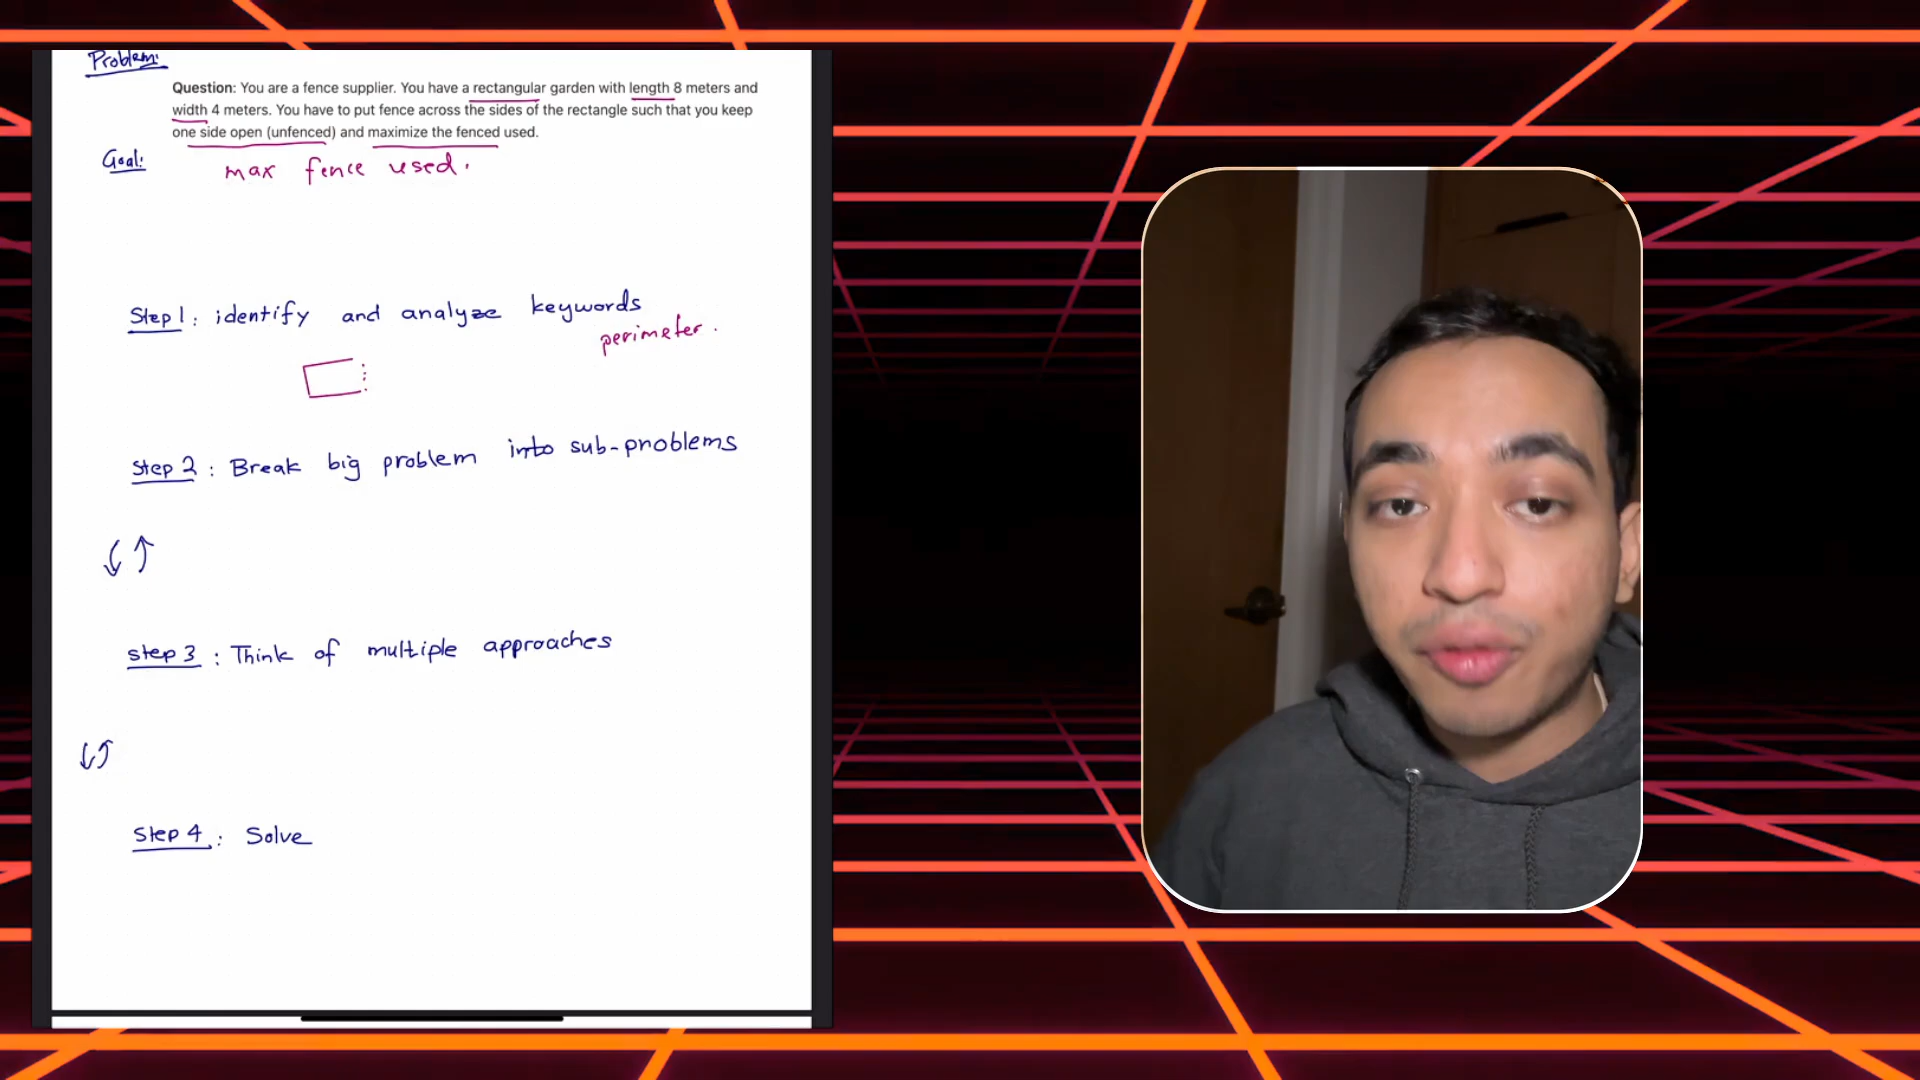 Problem:
Question: You are a fence supplier. You have a rectangular garden with length 8 meters and
width 4 meters. You have to put fence across the sides of the rectangle such that you keep
one side open (unfenced) and maximize the fenced used.
Goal:
max fence used.
Step 1: identify and analyze keywords
perimeter.
Step 2: Break big problem into sub-problems
step 3: Think of multiple approaches
Step 4: Solve